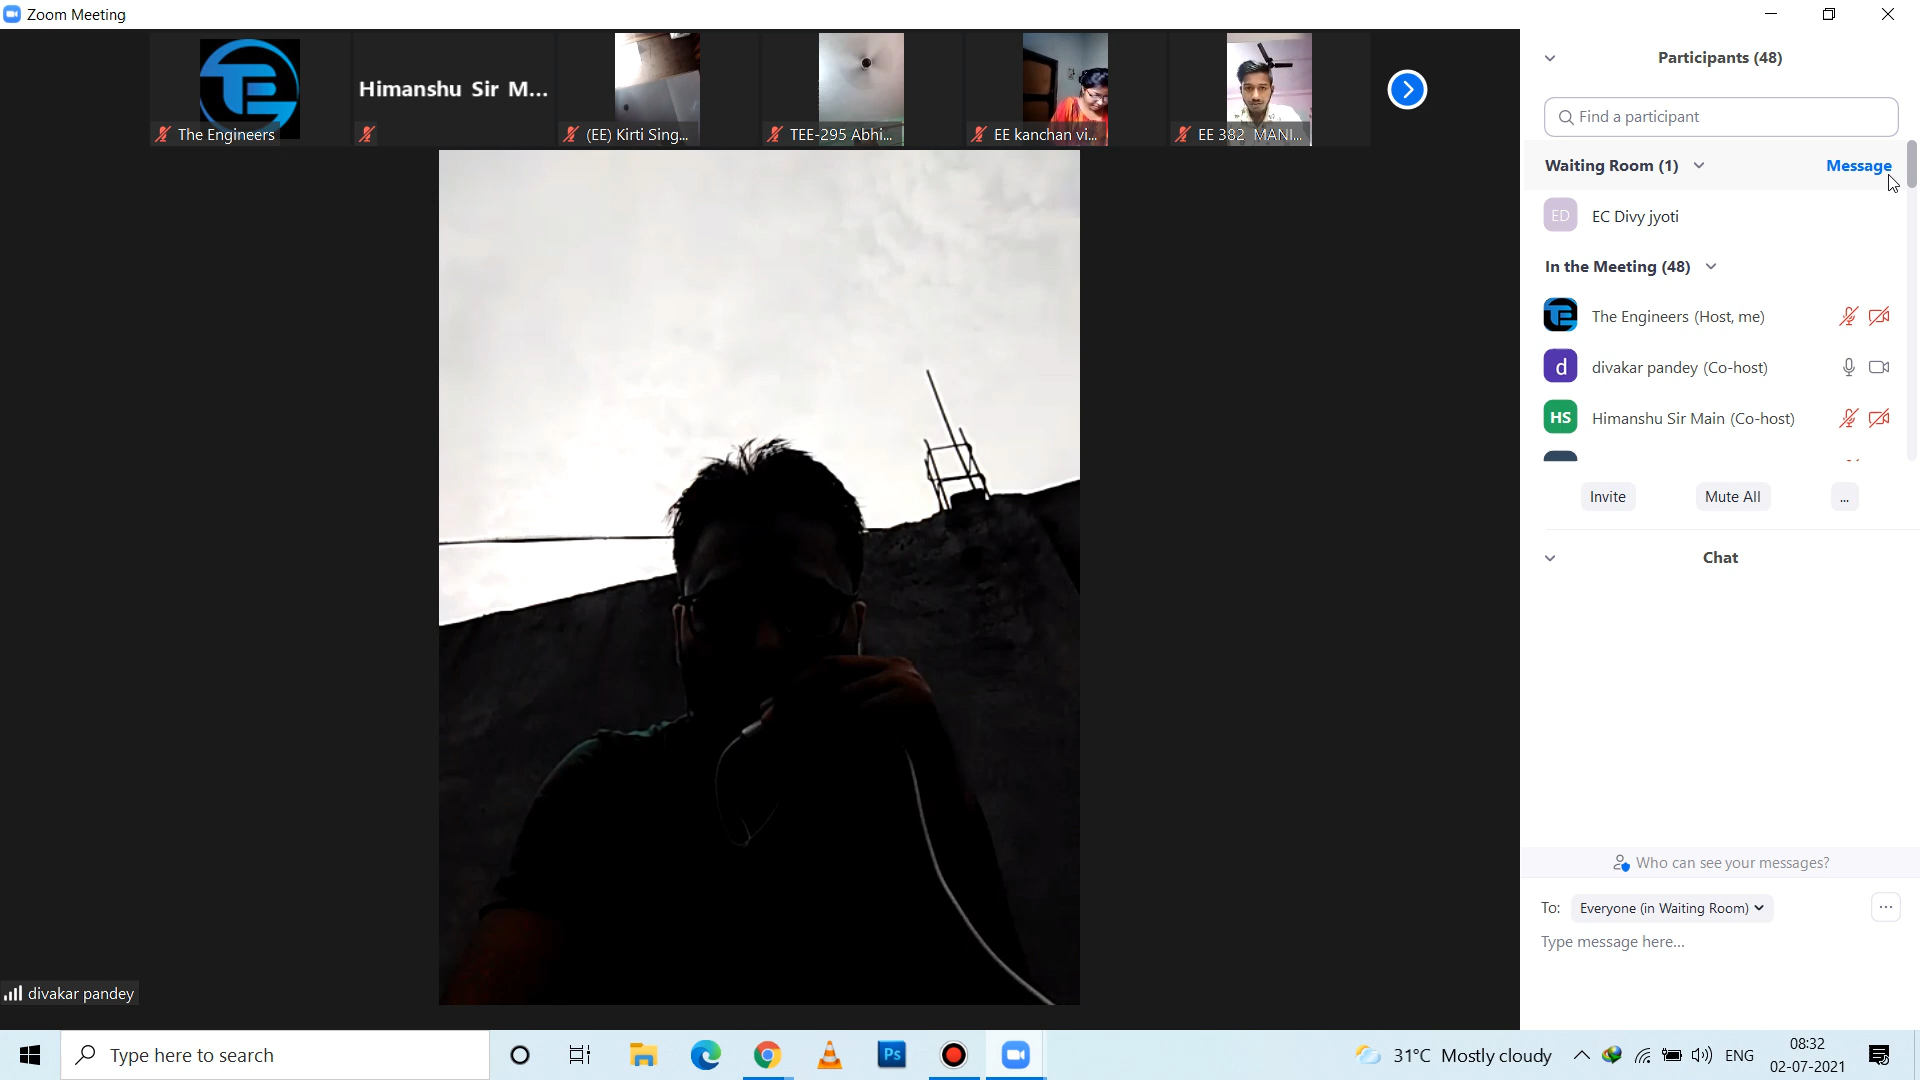 Zoom Meeting
The Engineers
Himanshu Sir M...
(EE) Kirti Sing...
TEE-295 Abhi...
EE kanchan vi...
EE 382 MANI...
divakar pandey
Participants (48)
Find a participant
Waiting Room (1)
Message
ED
EC Divy jyoti
In the Meeting (48)
The Engineers (Host, me)
d
divakar pandey (Co-host)
HS
Himanshu Sir Main (Co-host)
Invite
Mute All
...
Chat
Who can see your messages?
To: Everyone (in Waiting Room)
...
Type message here...
Type here to search
Ps
31°C Mostly cloudy
ENG
08:32
02-07-2021